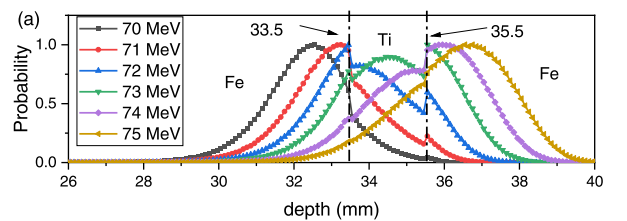 (a)
33.5
35.5
70 MeV
71 MeV
72 MeV
73 MeV
74 MeV
75 MeV
Fe
Ti
Fe
Probability
1.0
0.5
0.0
26 28 30 32 34 36 38 40
depth (mm)